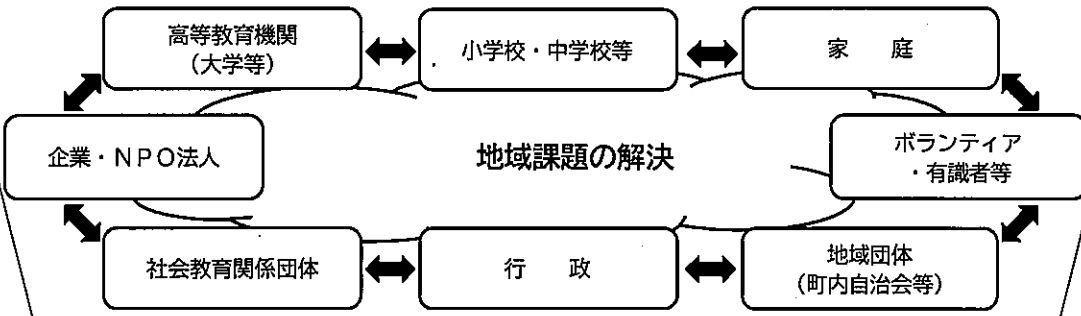 高等教育機関
(大学等)
小学校・中学校等
家　庭
企業・NPO法人
地域課題の解決
ボランティア
・有識者等
社会教育関係団体
行　政
地域団体
(町内自治会等)